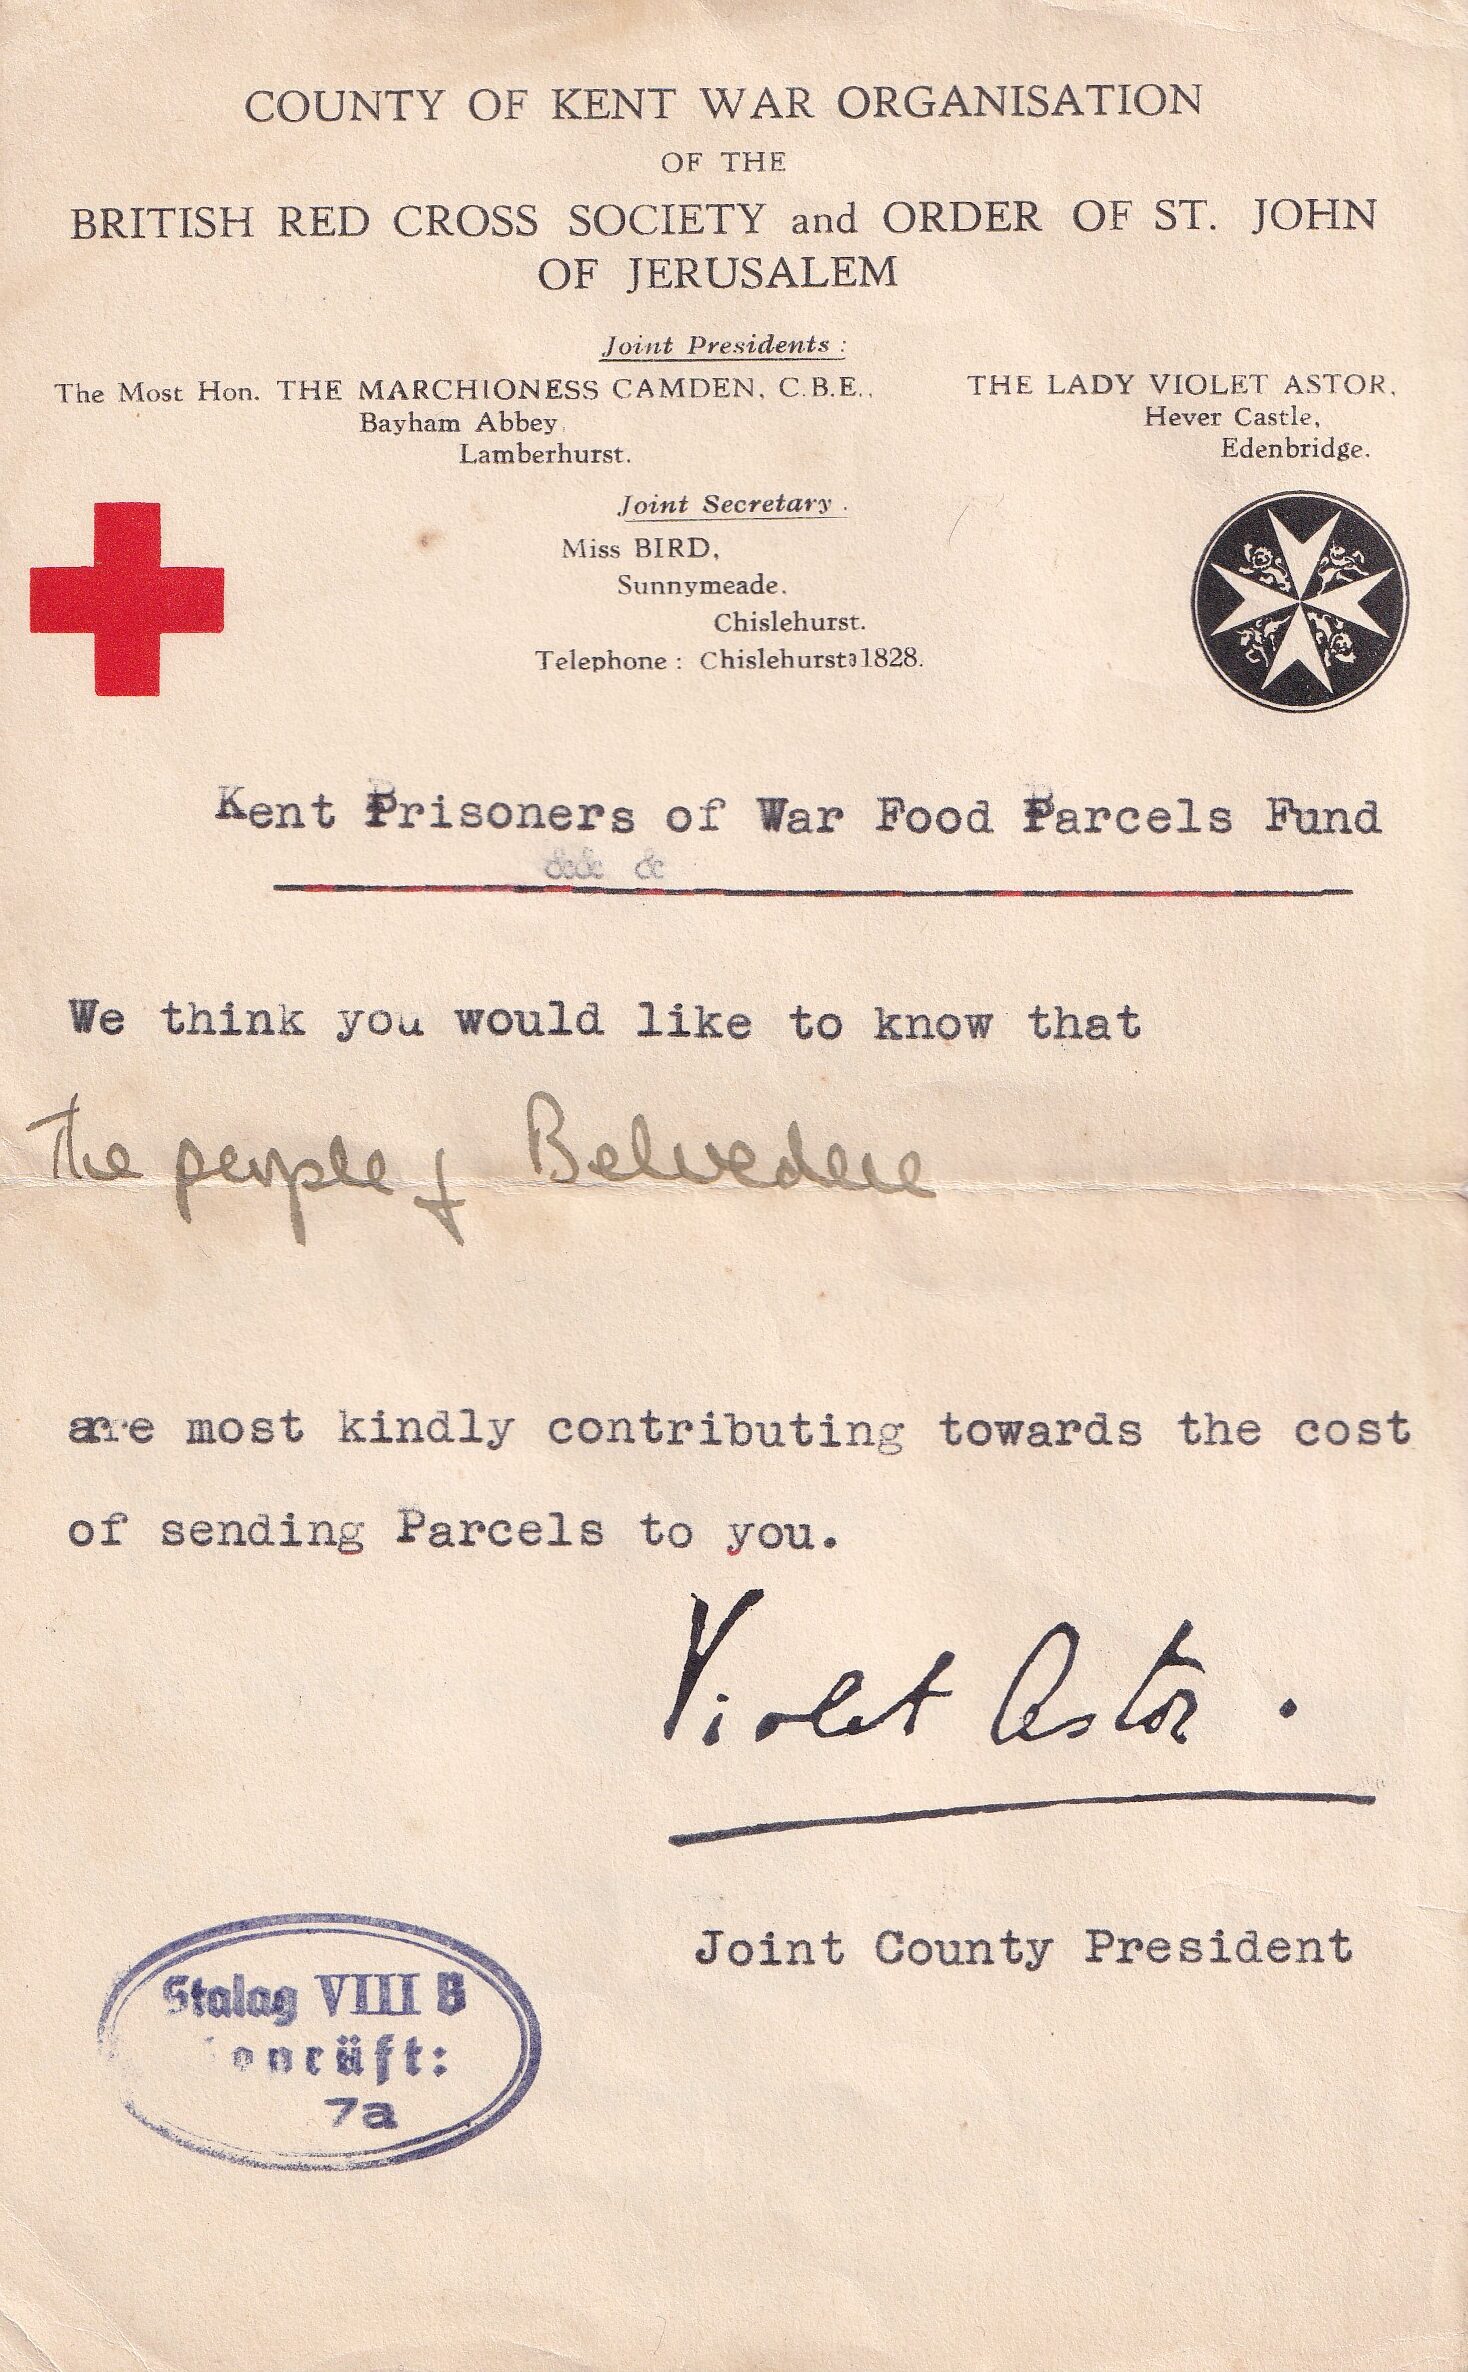 COUNTY OF KENT WAR ORGANISATION
OF THE
BRITISH RED CROSS SOCIETY and ORDER OF ST. JOHN
OF JERUSALEM
Joint Presidents :
The Most Hon. THE MARCHIONESS CAMDEN, C.B.E., THE LADY VIOLET ASTOR,
Bayham Abbey, Hever Castle,
Lamberhurst. Edenbridge.
Joint Secretary.
Miss BIRD,
Sunnymeade.
Chislehurst.
Telephone : Chislehurst 1828.
Kent Prisoners of War Food Parcels Fund
&& &
We think you would like to know that
The people of Belvedere
are most kindly contributing towards the cost
of sending Parcels to you.
Violet Astor.
Joint County President
Stalag VIII B
7a